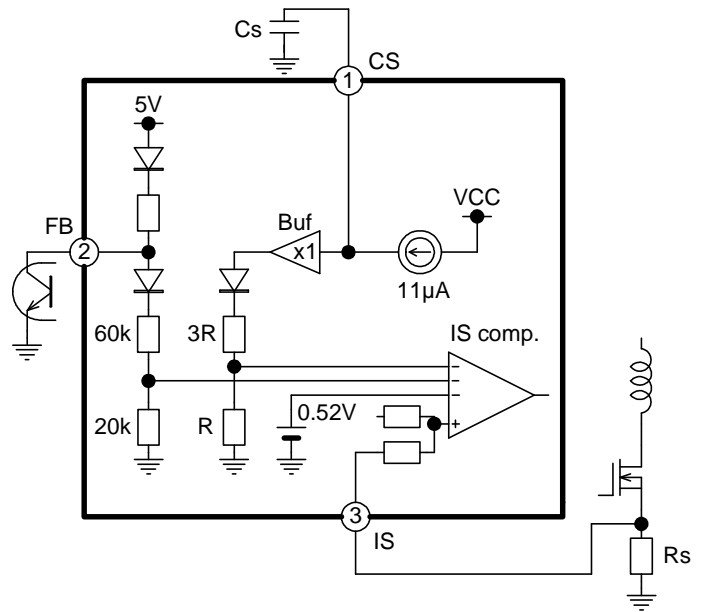 Cs
CS
1
5V
FB
2
Buf
x1
VCC
11µA
60k
3R
IS comp.
−
−
−
+
0.52V
20k
R
3
IS
Rs